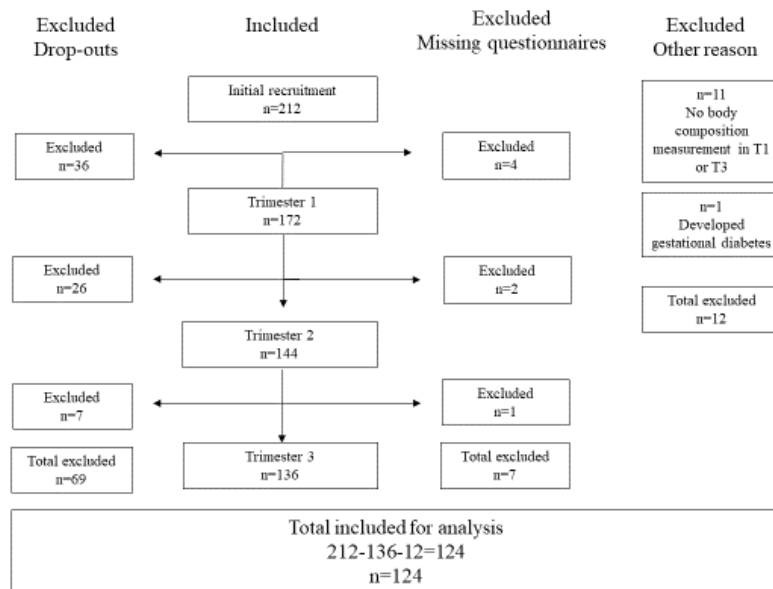 Excluded
Drop-outs
Included
Excluded
Missing questionnaires
Excluded
Other reason
Initial recruitment
n=212
n=11
No body
composition
measurement in T1
or T3
Excluded
n=36
Excluded
n=4
Trimester 1
n=172
n=1
Developed
gestational diabetes
Excluded
n=26
Excluded
n=2
Total excluded
n=12
Trimester 2
n=144
Excluded
n=7
Excluded
n=1
Total excluded
n=69
Trimester 3
n=136
Total excluded
n=7
Total included for analysis
212-136-12=124
n=124